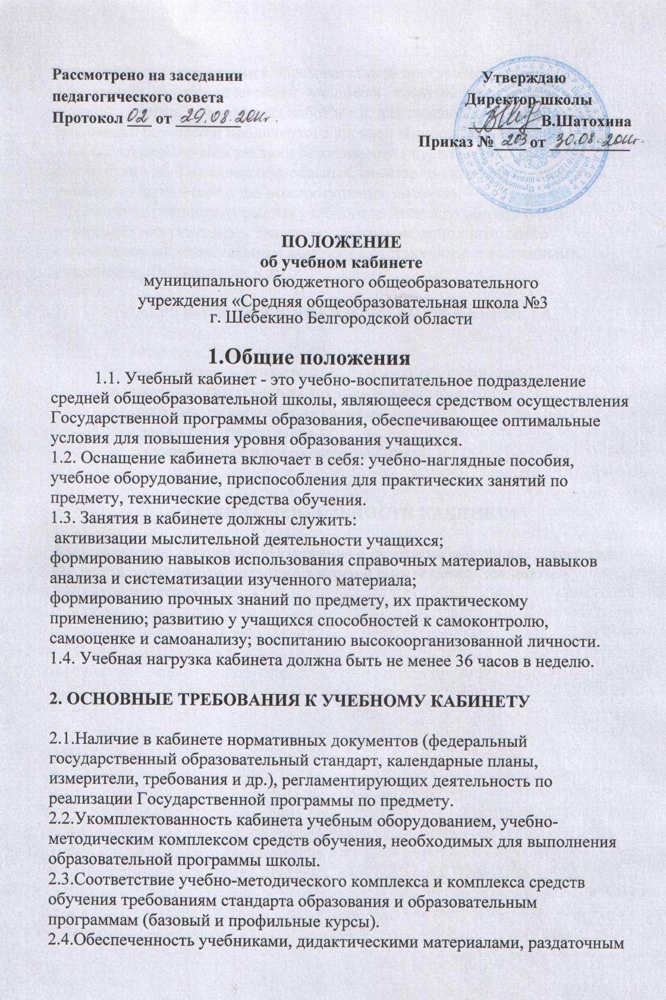 Рассмотрено на заседании
педагогического совета
Протокол 02 от 29.08.2011г.
Утверждаю
Директор школы
В.Шатохина
Приказ № 203 от 30.08.2011г.
ПОЛОЖЕНИЕ
об учебном кабинете
муниципального бюджетного общеобразовательного
учреждения «Средняя общеобразовательная школа №3
г. Шебекино Белгородской области
1.Общие положения
1.1. Учебный кабинет - это учебно-воспитательное подразделение
средней общеобразовательной школы, являющееся средством осуществления
Государственной программы образования, обеспечивающее оптимальные
условия для повышения уровня образования учащихся.
1.2. Оснащение кабинета включает в себя: учебно-наглядные пособия,
учебное оборудование, приспособления для практических занятий по
предмету, технические средства обучения.
1.3. Занятия в кабинете должны служить:
активизации мыслительной деятельности учащихся;
формированию навыков использования справочных материалов, навыков
анализа и систематизации изученного материала;
формированию прочных знаний по предмету, их практическому
применению; развитию у учащихся способностей к самоконтролю,
самооценке и самоанализу; воспитанию высокоорганизованной личности.
1.4. Учебная нагрузка кабинета должна быть не менее 36 часов в неделю.
2. ОСНОВНЫЕ ТРЕБОВАНИЯ К УЧЕБНОМУ КАБИНЕТУ
2.1.Наличие в кабинете нормативных документов (федеральный
государственный образовательный стандарт, календарные планы,
измерители, требования и др.), регламентирующих деятельность по
реализации Государственной программы по предмету.
2.2.Укомплектованность кабинета учебным оборудованием, учебно-
методическим комплексом средств обучения, необходимых для выполнения
образовательной программы школы.
2.3.Соответствие учебно-методического комплекса и комплекса средств
обучения требованиям стандарта образования и образовательным
программам (базовый и профильные курсы).
2.4.Обеспеченность учебниками, дидактическими материалами, раздаточным